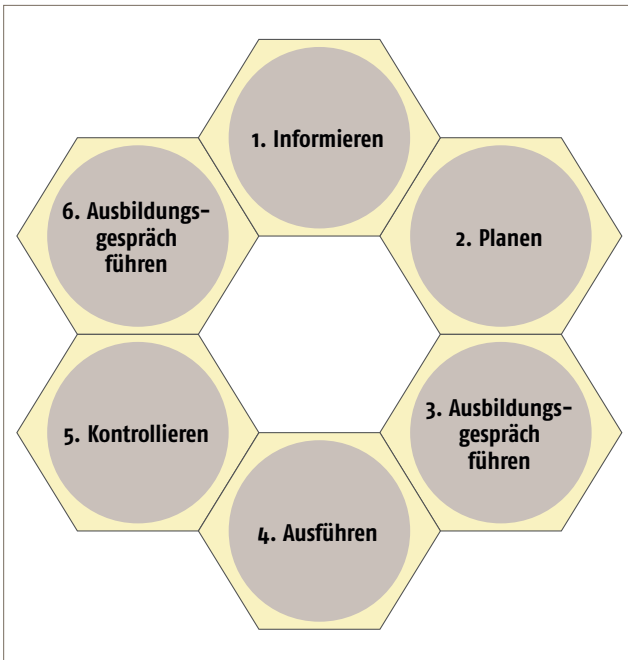 1. Informieren
2. Planen
3. Ausbildungs-
gespräch
führen
4. Ausführen
5. Kontrollieren
6. Ausbildungs-
gespräch
führen